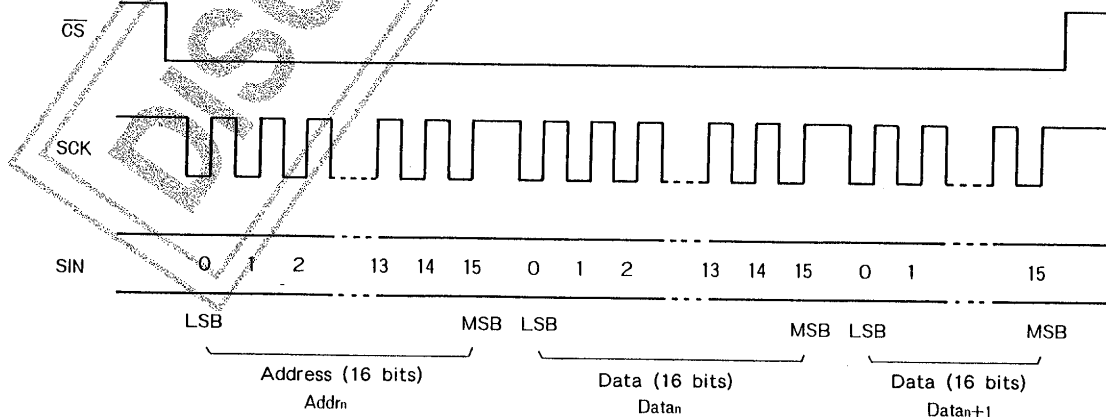 CS
SCK
SIN 0 1 2 13 14 15 0 1 2 13 14 15 0 1 15
LSB MSB LSB MSB LSB MSB
Address (16 bits) Data (16 bits) Data (16 bits)
Addrn Datan Datan+1